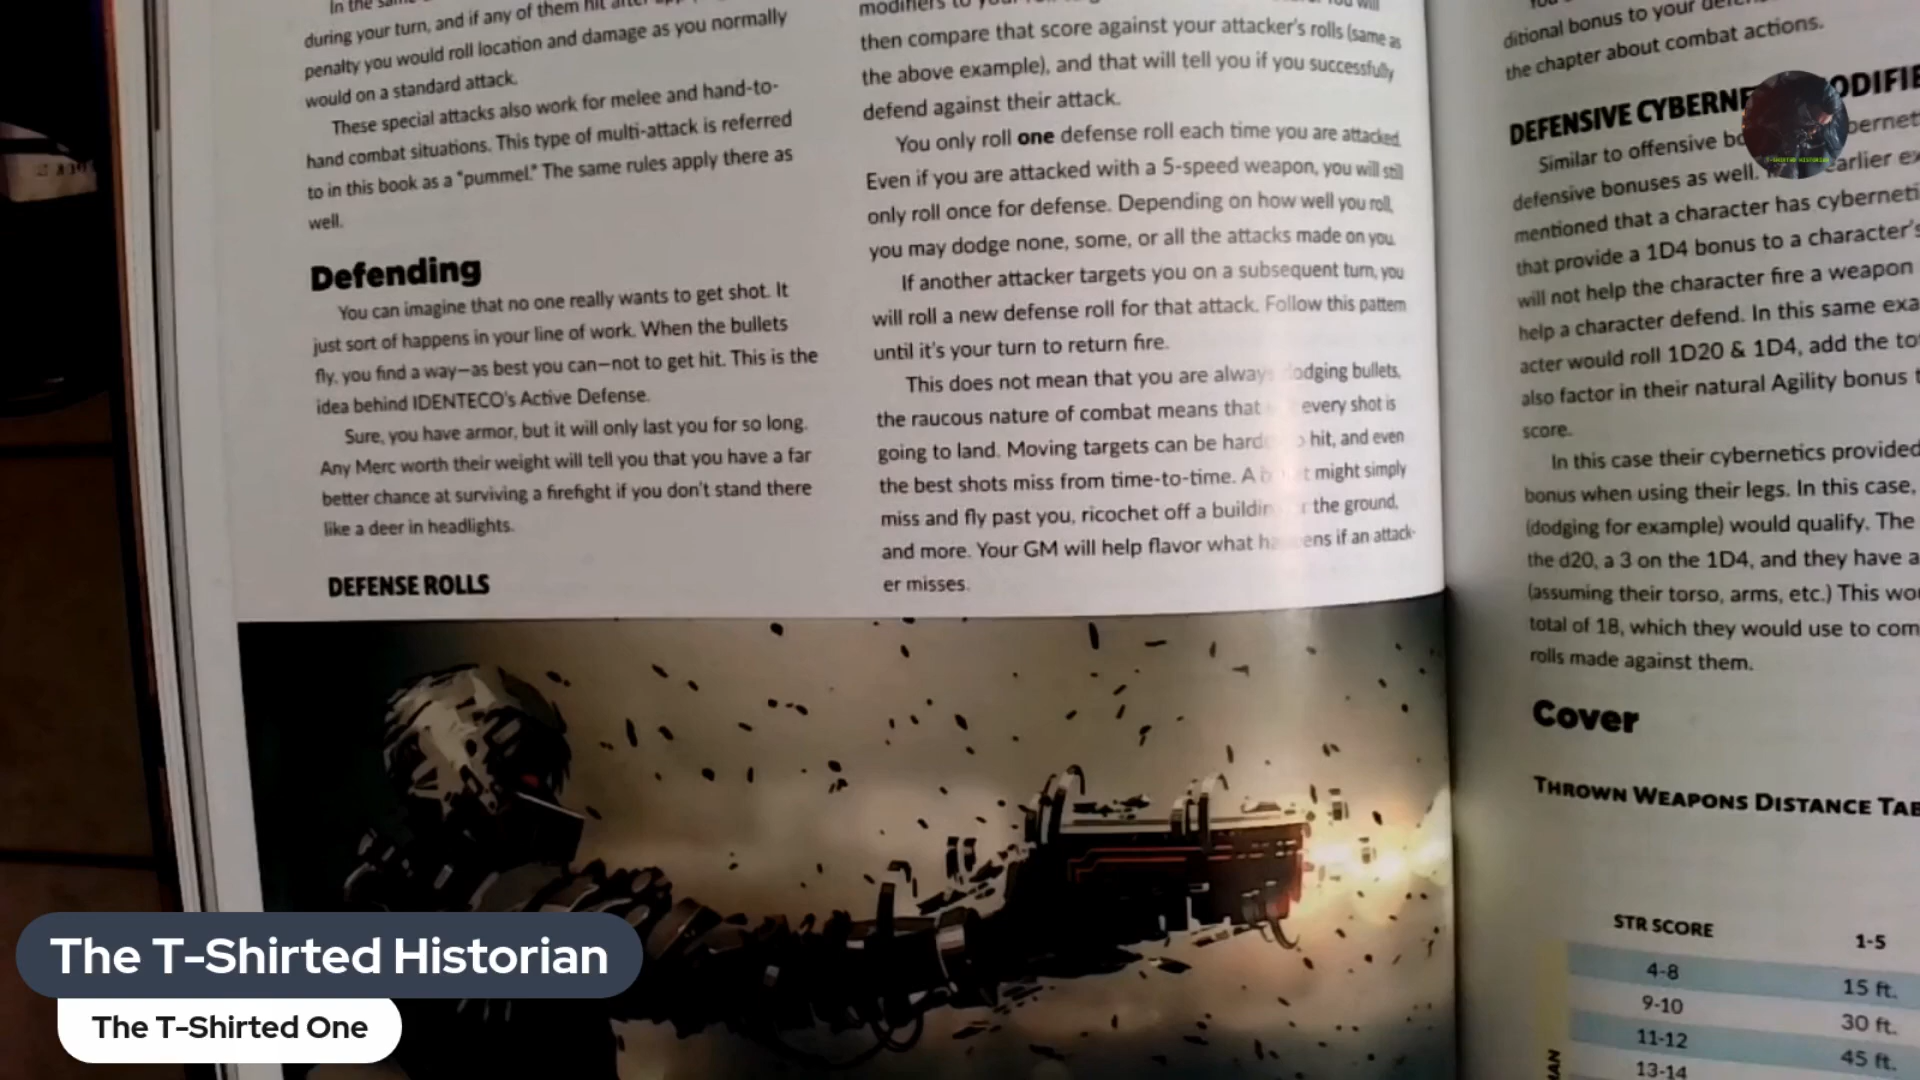 In the same
during your turn, and if any of them hit after
penalty you would roll location and damage as you normally
would on a standard attack.
These special attacks also work for melee and hand-to-
hand combat situations. This type of multi-attack is referred
to in this book as a "pummel." The same rules apply there as
well.
Defending
You can imagine that no one really wants to get shot. It
just sort of happens in your line of work. When the bullets
fly, you find a way—as best you can—not to get hit. This is the
idea behind IDENTECO's Active Defense.
Sure, you have armor, but it will only last you for so long.
Any Merc worth their weight will tell you that you have a far
better chance at surviving a firefight if you don't stand there
like a deer in headlights.
DEFENSE ROLLS
modifiers to your You will
then compare that score against your attacker's rolls (same as
the above example), and that will tell you if you successfully
defend against their attack.
You only roll one defense roll each time you are attacked.
Even if you are attacked with a 5-speed weapon, you will still
only roll once for defense. Depending on how well you roll,
you may dodge none, some, or all the attacks made on you.
If another attacker targets you on a subsequent turn, you
will roll a new defense roll for that attack. Follow this pattern
until it's your turn to return fire.
This does not mean that you are always dodging bullets,
the raucous nature of combat means that every shot is
going to land. Moving targets can be hard to hit, and even
the best shots miss from time-to-time. A might simply
miss and fly past you, ricochet off a building or the ground,
and more. Your GM will help flavor what happens if an attack-
er misses.
ditional bonus to your
the chapter about combat actions.
DEFENSIVE
Similar to offensive
defensive bonuses as well. earlier
mentioned that a character has
that provide a 1D4 bonus to a character's
will not help the character fire a weapon
help a character defend. In this same
acter would roll 1D20 & 1D4, add the
also factor in their natural Agility bonus
score.
In this case their cybernetics provided
bonus when using their legs. In this case,
(dodging for example) would qualify. The
the d20, a 3 on the 1D4, and they have a
(assuming their torso, arms, etc.) This
total of 18, which they would use to
rolls made against them.
Cover
THROWN WEAPONS DISTANCE
STR SCORE 1-5
4-8 15 ft.
9-10 30 ft.
11-12 45 ft.
13-14
T-SHIRTED HISTORIAN
The T-Shirted Historian
The T-Shirted One